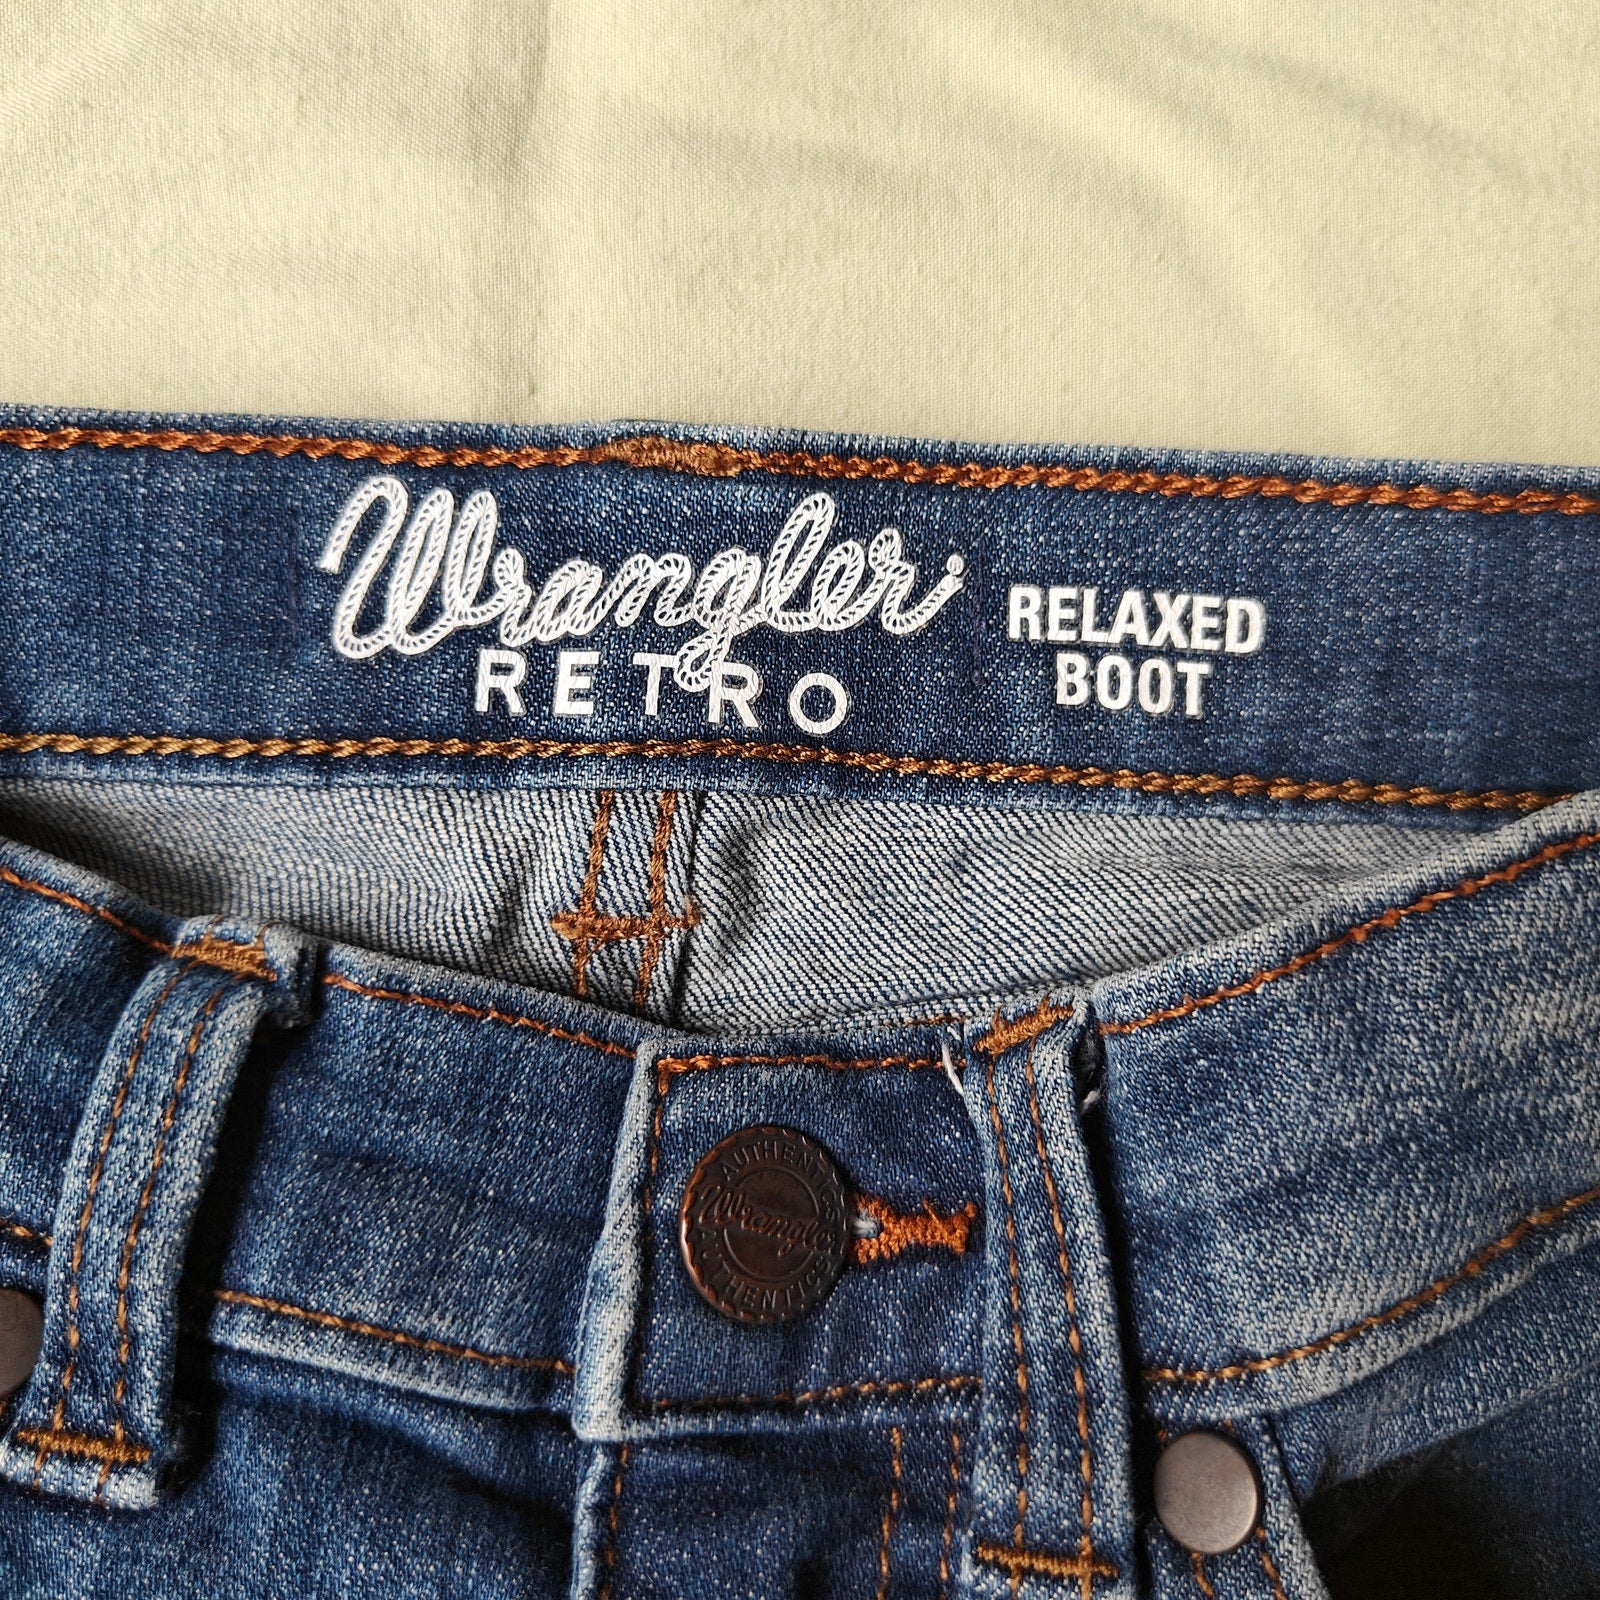 Wrangler
RETRO
RELAXED
BOOT
AUTHENTICS
Wrangler
AUTHENTICS